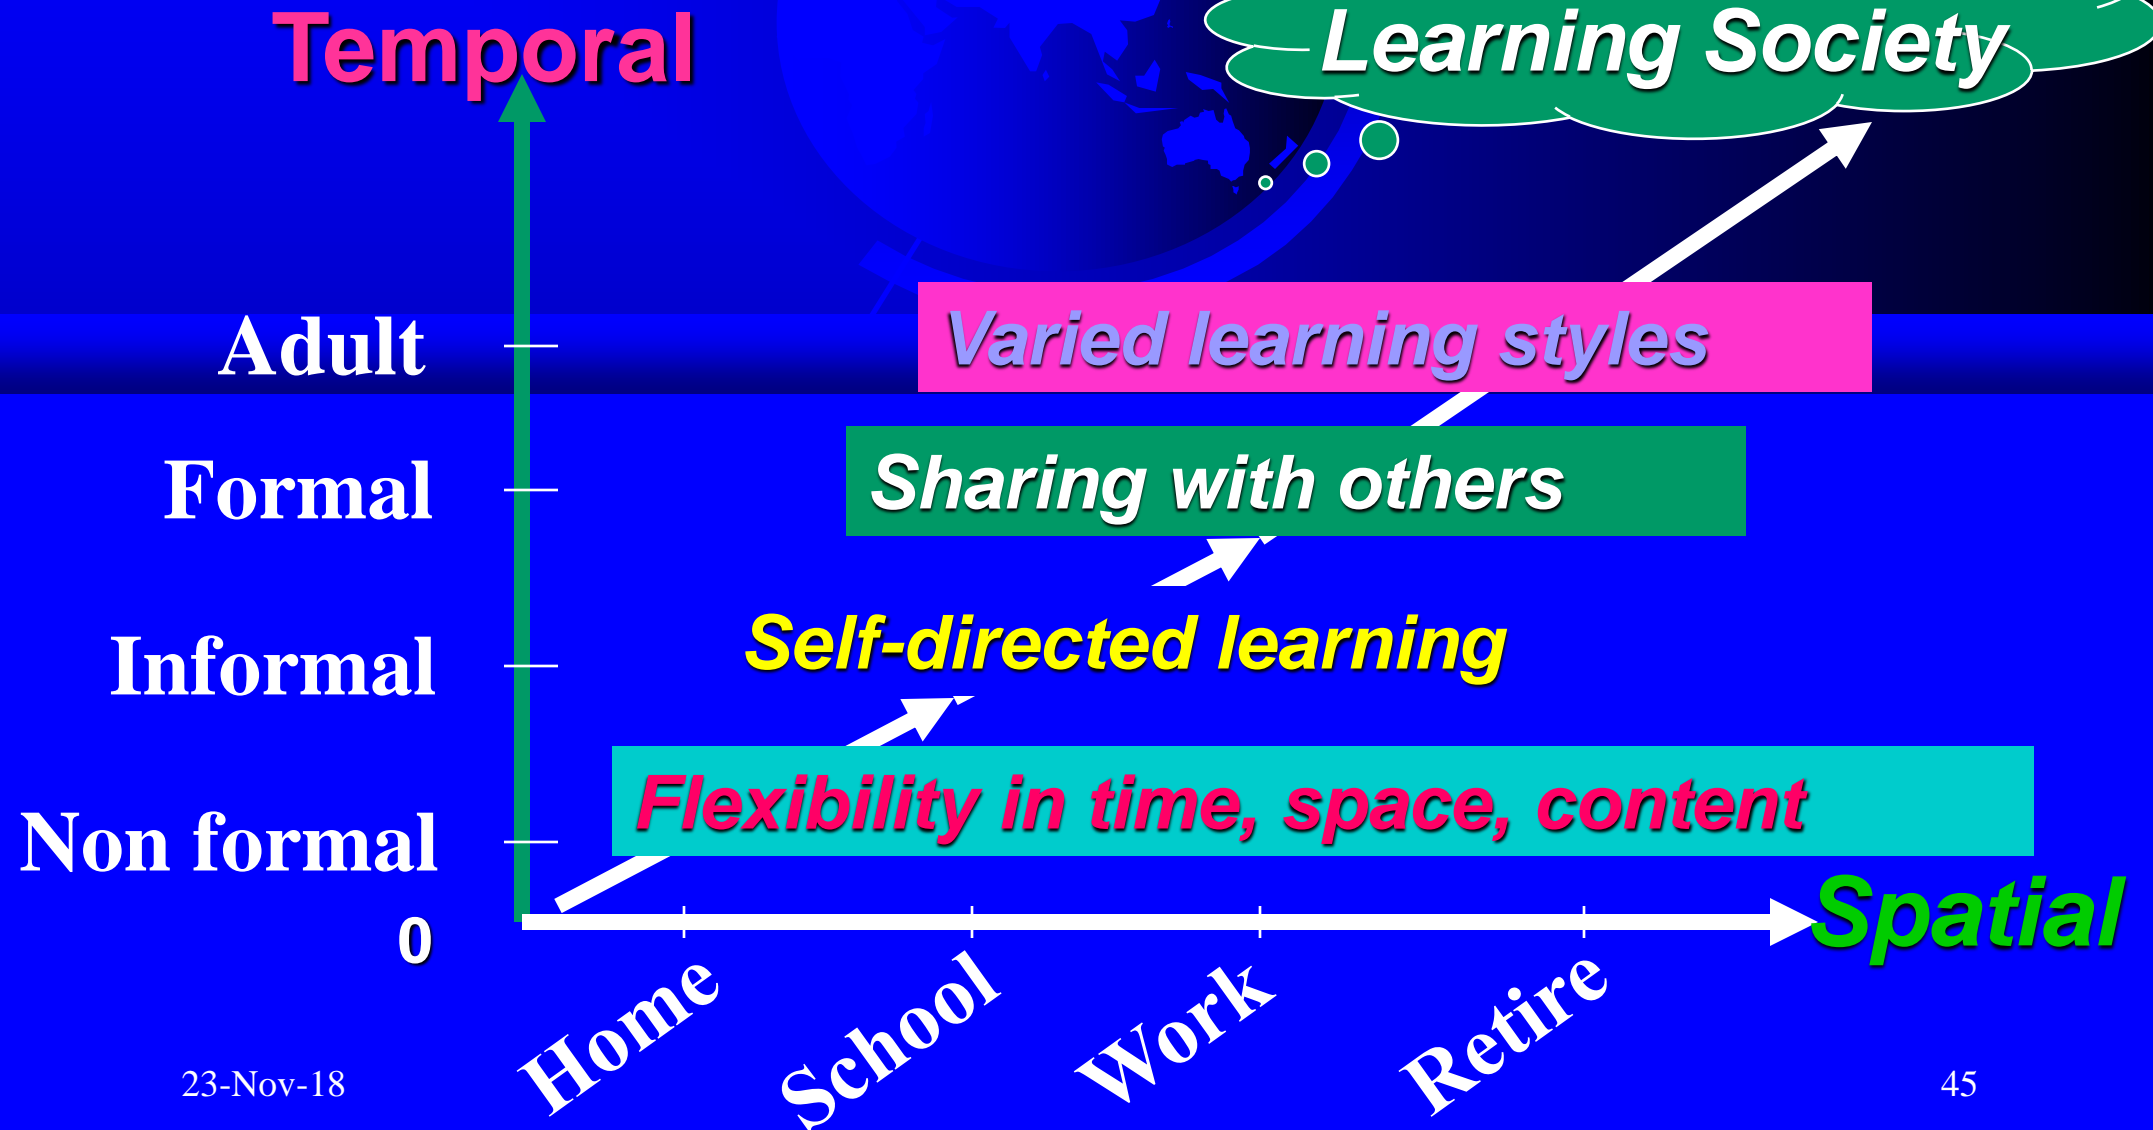 Temporal
Learning Society
Adult
Varied learning styles
Formal
Sharing with others
Informal
Self-directed learning
Non formal
Flexibility in time, space, content
0
Spatial
Home
School
Work
Retire
23-Nov-18
45